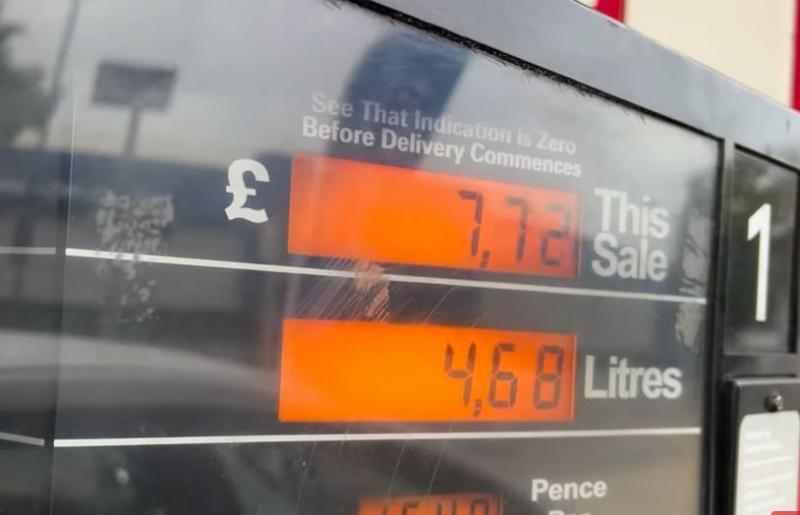 See That Indication Is Zero
Before Delivery Commences
£ 7,72 This Sale
4,68 Litres
Pence
1